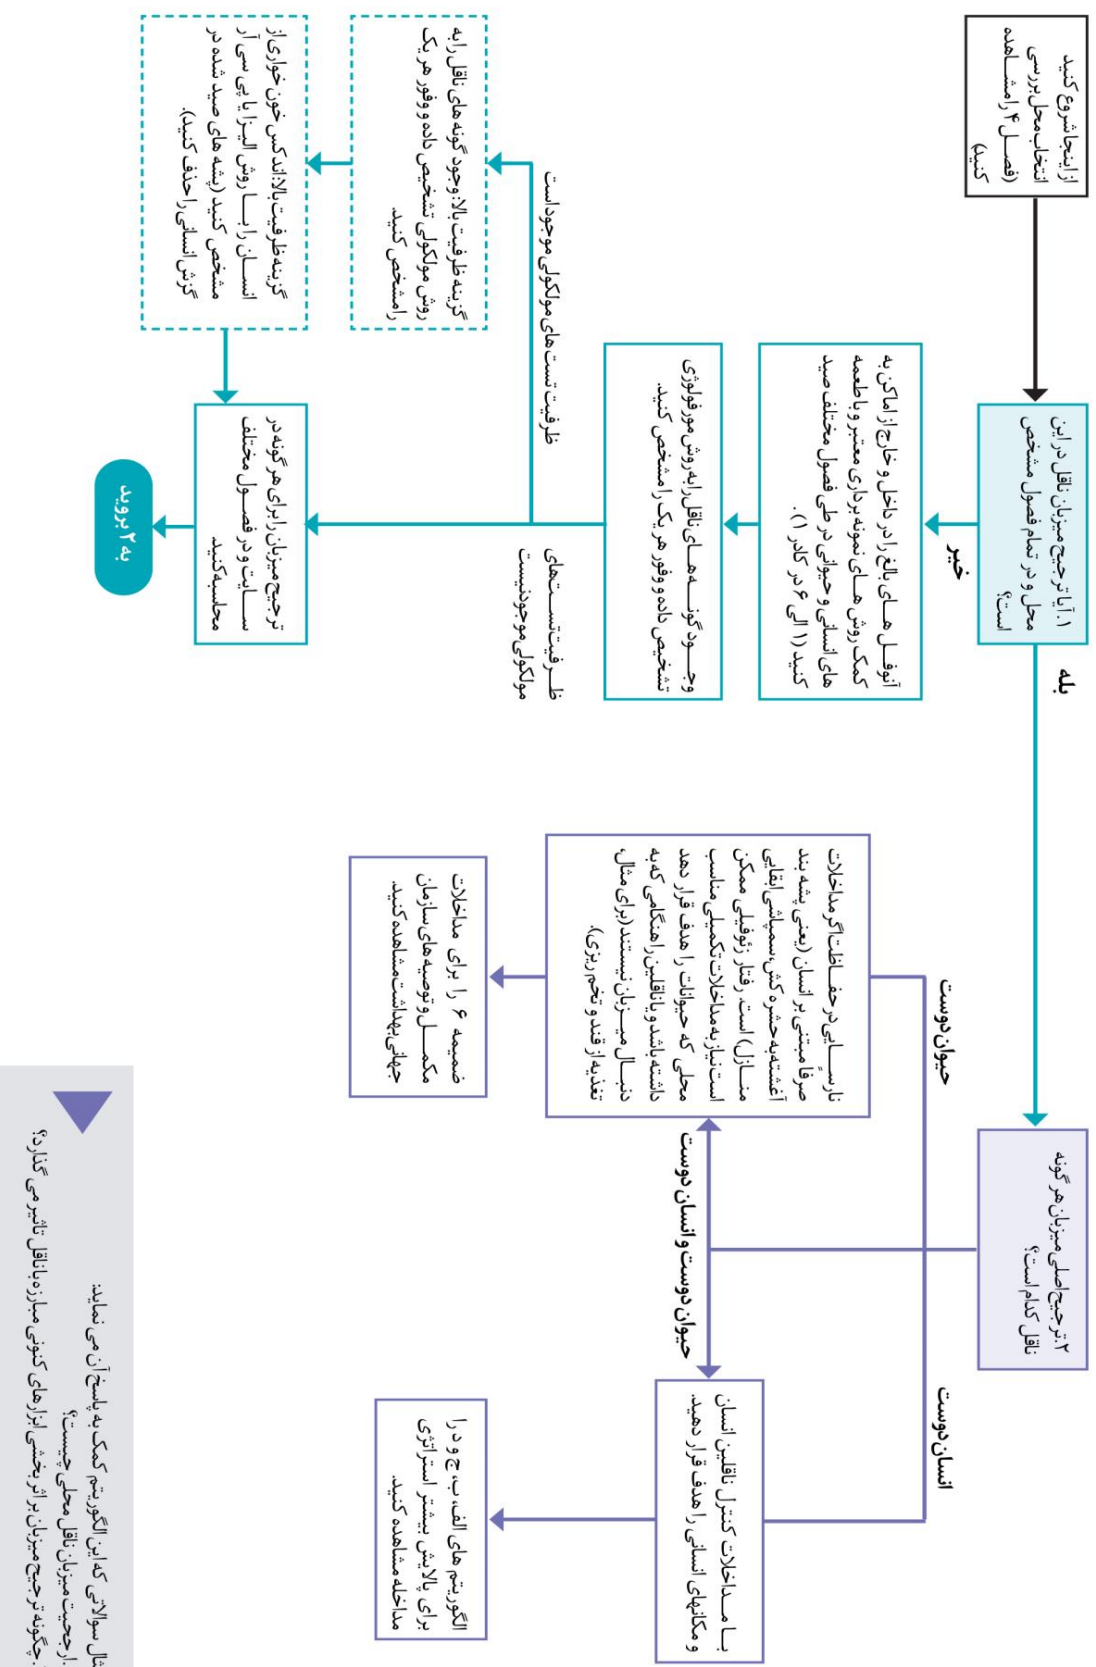 از اینجا شروع کنید
انتخاب محل بررسی
(فصل ۴ را مشاهده
کنید)
۱. آیا ترجیح میزبان ناقل در این
محل و در تمام فصول مشخص
است؟
بله
خیر
آنوفل های بالغ را در داخل و خارج از اماکن به
کمک روش های نمونه برداری معتبر و با طعمه
های انسانی و حیوانی در طی فصول مختلف صید
کنید (۱ الی ۶ در کادر ۱).
وجود گونه های ناقل را به روش مورفولوژی
تشخیص داده و وفور هر یک را مشخص کنید.
ظرفیت تست های مولکولی موجود است
ظرفیت تست های
مولکولی موجود نیست
گزینه ظرفیت بالا: وجود گونه های ناقل را به
روش مولکولی تشخیص داده و وفور هر یک
را مشخص کنید.
گزینه ظرفیت بالا: اندکس خون خواری از
انسان را با روش الیزا یا پی سی آر
مشخص کنید (پشه های صید شده در
گزش انسانی را حذف کنید).
ترجیح میزبان را برای هر گونه در
سایت و در فصول مختلف
محاسبه کنید.
به ۲ بروید
۲. ترجیح اصلی میزبان هر گونه
ناقل کدام است؟
حیوان دوست
انسان دوست
حیوان دوست و انسان دوست
نارسایی در حفاظت اگر مداخلات
صرفا مبتنی بر انسان (یعنی پشه بند
آغشته به حشره کش، سمپاشی ابقایی
منازل) است. رفتار زئوفیلی ممکن
است نیاز به مداخلات تکمیلی مناسب
محلی که حیوانات را هدف قرار دهد
داشته باشد و یا ناقلین را هنگامی که به
دنبال میزبان نیستند (برای مثال،
تغذیه از قند و تخم ریزی).
ضمیمه ۶ را برای مداخلات
مکمل و توصیه های سازمان
جهانی بهداشت مشاهده کنید.
با مداخلات کنترل ناقلین انسان
و مکانهای انسانی را هدف قرار دهید.
الگوریتم های الف، ب، ج و د را
برای پالایش بیشتر استراتژی
مداخله مشاهده کنید.
سوالاتی که این الگوریتم کمک به پاسخ آن می نماید:
ارجحیت میزبان ناقل محلی چیست؟
چگونه ترجیح میزبان بر اثر بخشی ابزارهای کنونی مبارزه با ناقل تاثیر می گذارد؟